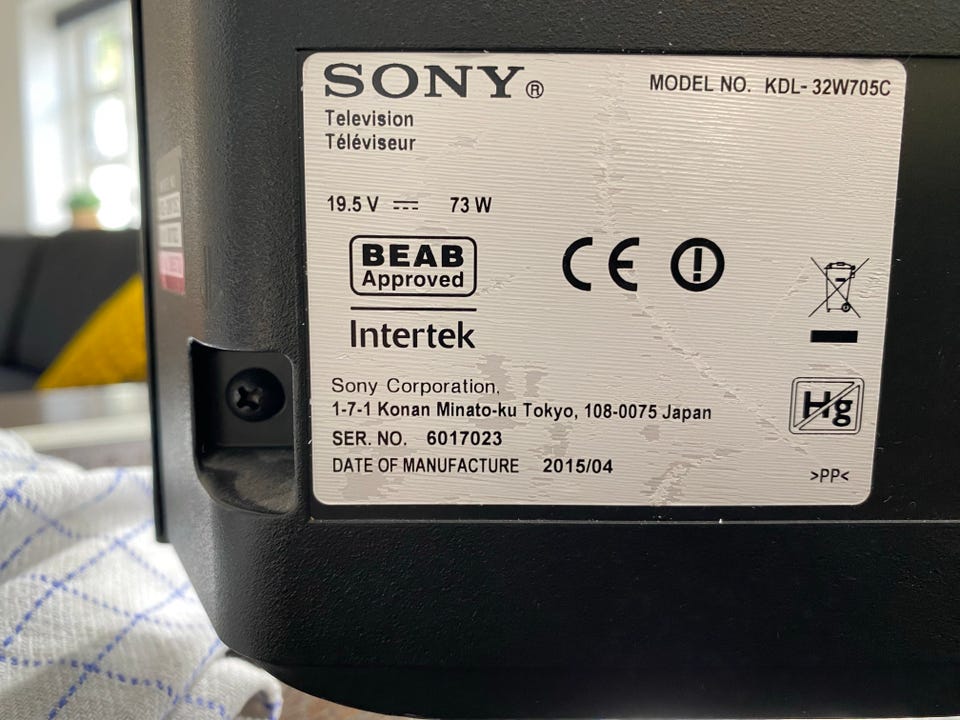 SONY®
MODEL NO. KDL-32W705C
Television
Téléviseur
19.5 V ⎓ 73 W
BEAB
Approved
Intertek
CE
Hg
Sony Corporation,
1-7-1 Konan Minato-ku Tokyo, 108-0075 Japan
SER. NO. 6017023
DATE OF MANUFACTURE 2015/04
>PP<